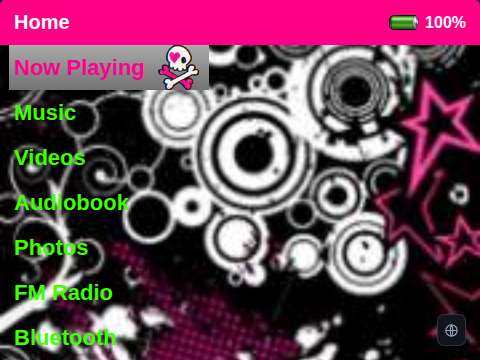 Home
100%
Now Playing
Music
Videos
Audiobook
Photos
FM Radio
Bluetooth